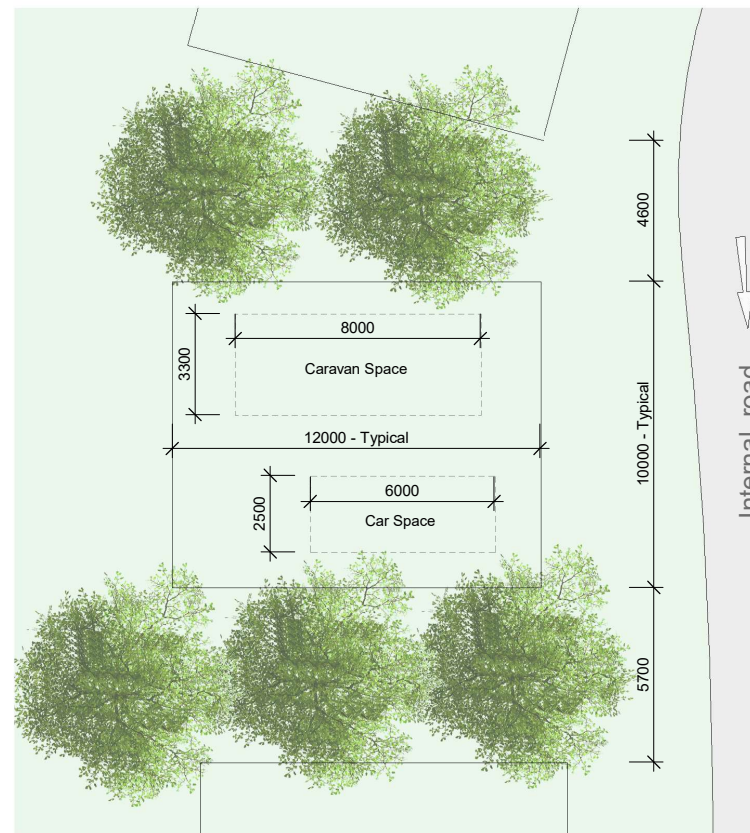 4600
8000
3300
Caravan Space
12000 - Typical
10000 - Typical
Internal road
6000
2500
Car Space
5700